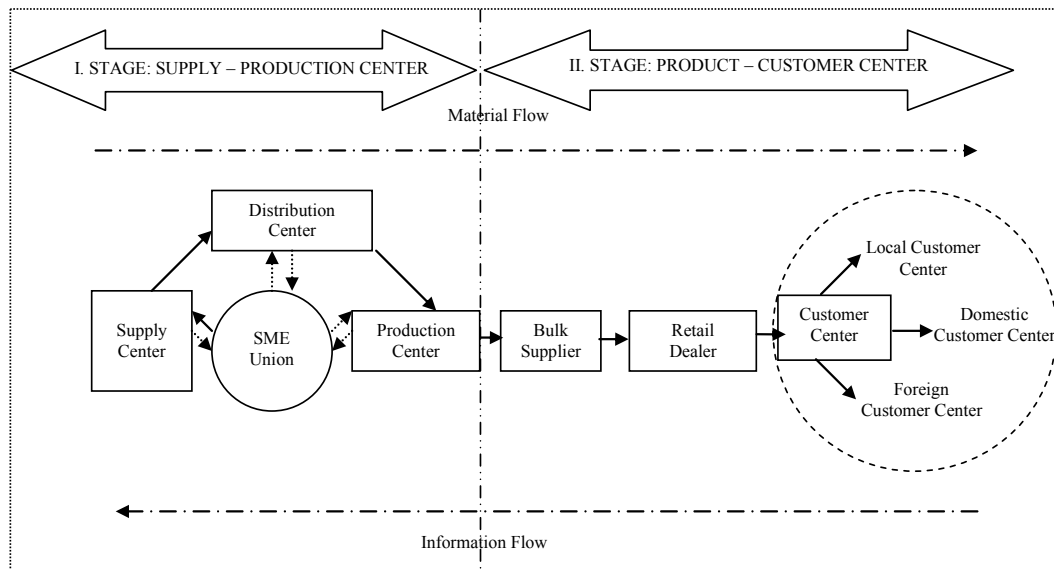 I. STAGE: SUPPLY – PRODUCTION CENTER
II. STAGE: PRODUCT – CUSTOMER CENTER
Material Flow
Distribution
Center
Local Customer
Center
Supply
Center
SME
Union
Production
Center
Bulk
Supplier
Retail
Dealer
Customer
Center
Domestic
Customer Center
Foreign
Customer Center
Information Flow